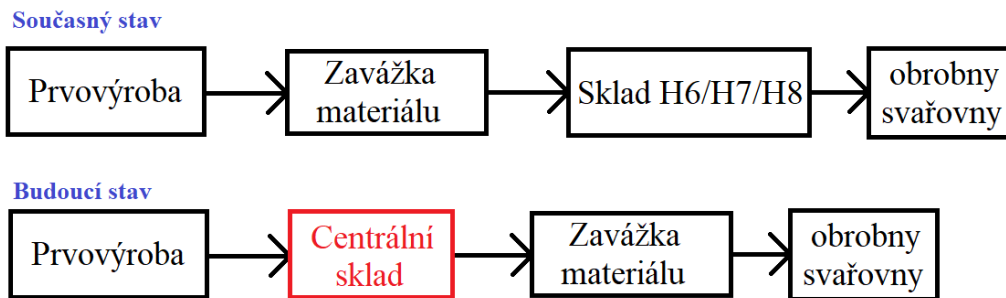 Současný stav
Prvovýroba
Zavážka
materiálu
Sklad H6/H7/H8
obrobny
svařovny
Budoucí stav
Prvovýroba
Centrální
sklad
Zavážka
materiálu
obrobny
svařovny